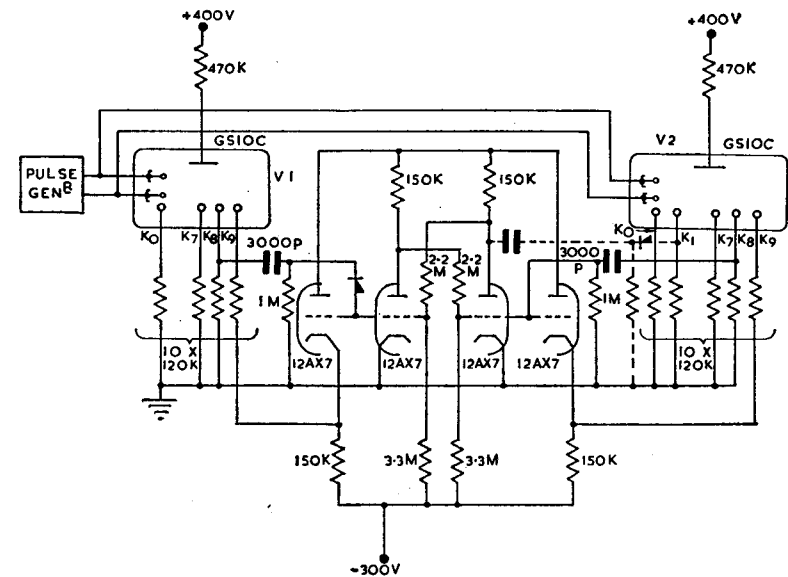 +400V
+400V
470K
470K
GS10C
V2
GS10C
PULSE
GENR
V1
150K
150K
K0
K7
K8
K9
K0
K1
K7
K8
K9
3000P
2·2
M
2·2
M
3000
P
1M
1M
10 X
120K
12AX7
12AX7
12AX7
12AX7
10 X
120K
150K
3·3M
3·3M
150K
-300V